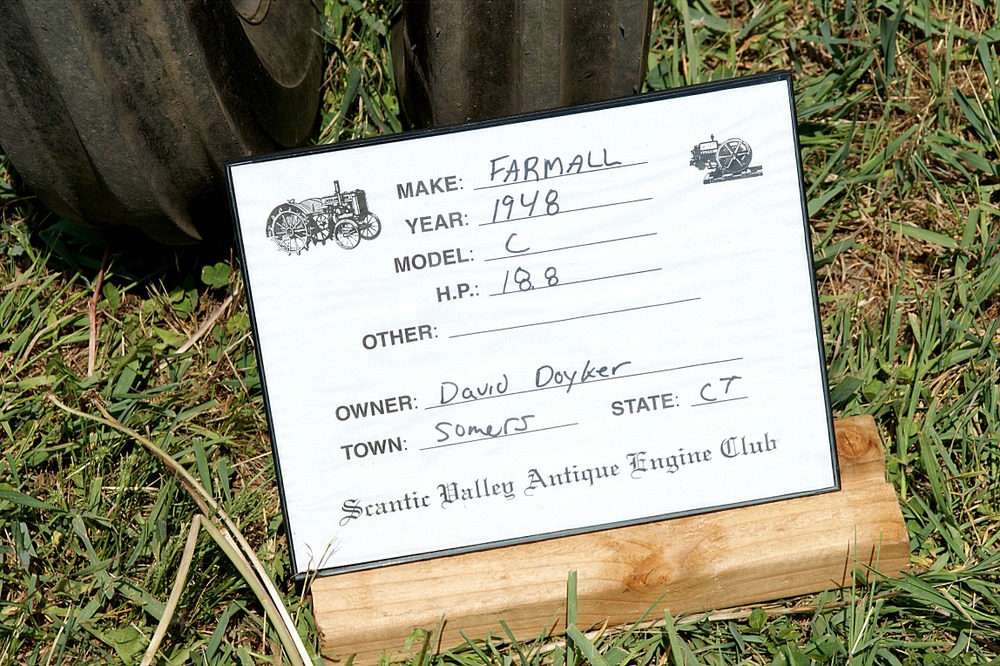 MAKE: FARMALL
YEAR: 1948
MODEL: C
H.P.: 18.8
OTHER:
OWNER: David Doyker
TOWN: Somers STATE: CT
Scantic Valley Antique Engine Club